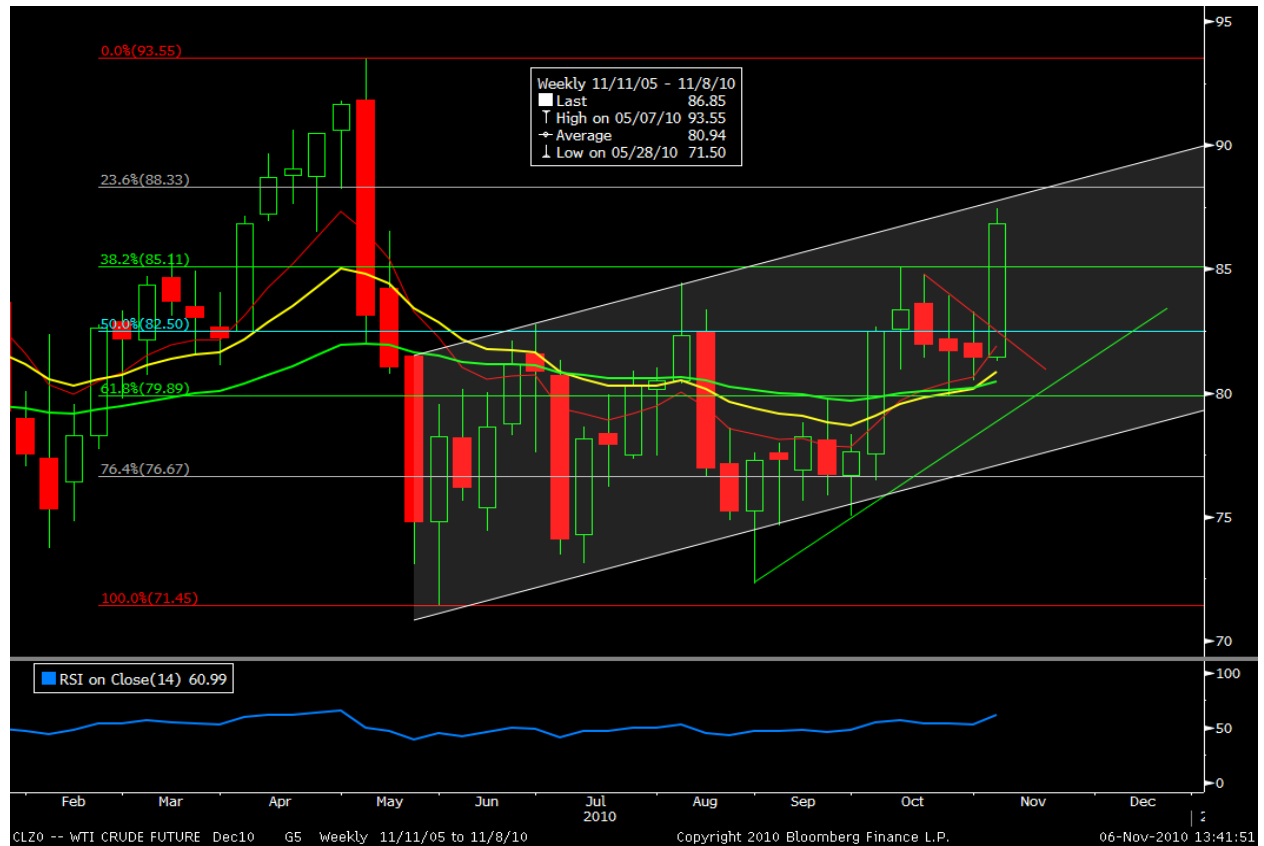 95
0.0%(93.55)
Weekly 11/11/05 - 11/8/10
Last 86.85
High on 05/07/10 93.55
Average 80.94
Low on 05/28/10 71.50
90
23.6%(88.33)
38.2%(85.11)
85
50.0%(82.50)
61.8%(79.89)
80
76.4%(76.67)
75
100.0%(71.45)
70
RSI on Close(14) 60.99
100
50
0
Feb Mar Apr May Jun Jul Aug Sep Oct Nov Dec
2010
CLZ0 -- WTI CRUDE FUTURE Dec10 G5 Weekly 11/11/05 to 11/8/10 Copyright 2010 Bloomberg Finance L.P. 06-Nov-2010 13:41:51